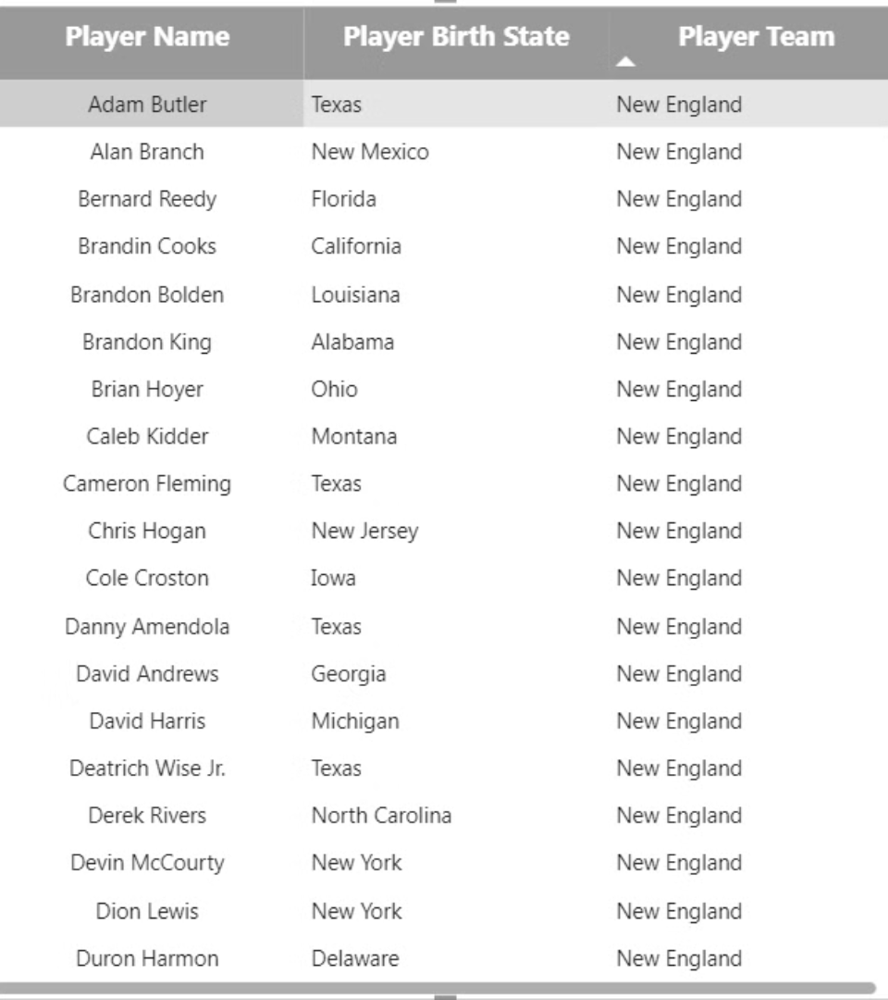 Player Name Player Birth State Player Team
Adam Butler Texas New England
Alan Branch New Mexico New England
Bernard Reedy Florida New England
Brandin Cooks California New England
Brandon Bolden Louisiana New England
Brandon King Alabama New England
Brian Hoyer Ohio New England
Caleb Kidder Montana New England
Cameron Fleming Texas New England
Chris Hogan New Jersey New England
Cole Croston Iowa New England
Danny Amendola Texas New England
David Andrews Georgia New England
David Harris Michigan New England
Deatrich Wise Jr. Texas New England
Derek Rivers North Carolina New England
Devin McCourty New York New England
Dion Lewis New York New England
Duron Harmon Delaware New England